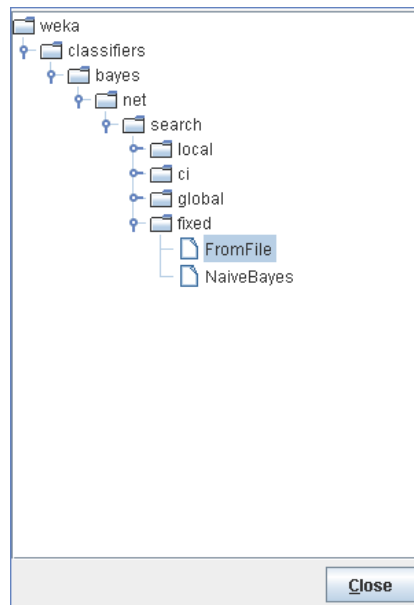 weka
classifiers
bayes
net
search
local
ci
global
fixed
FromFile
NaiveBayes
Close